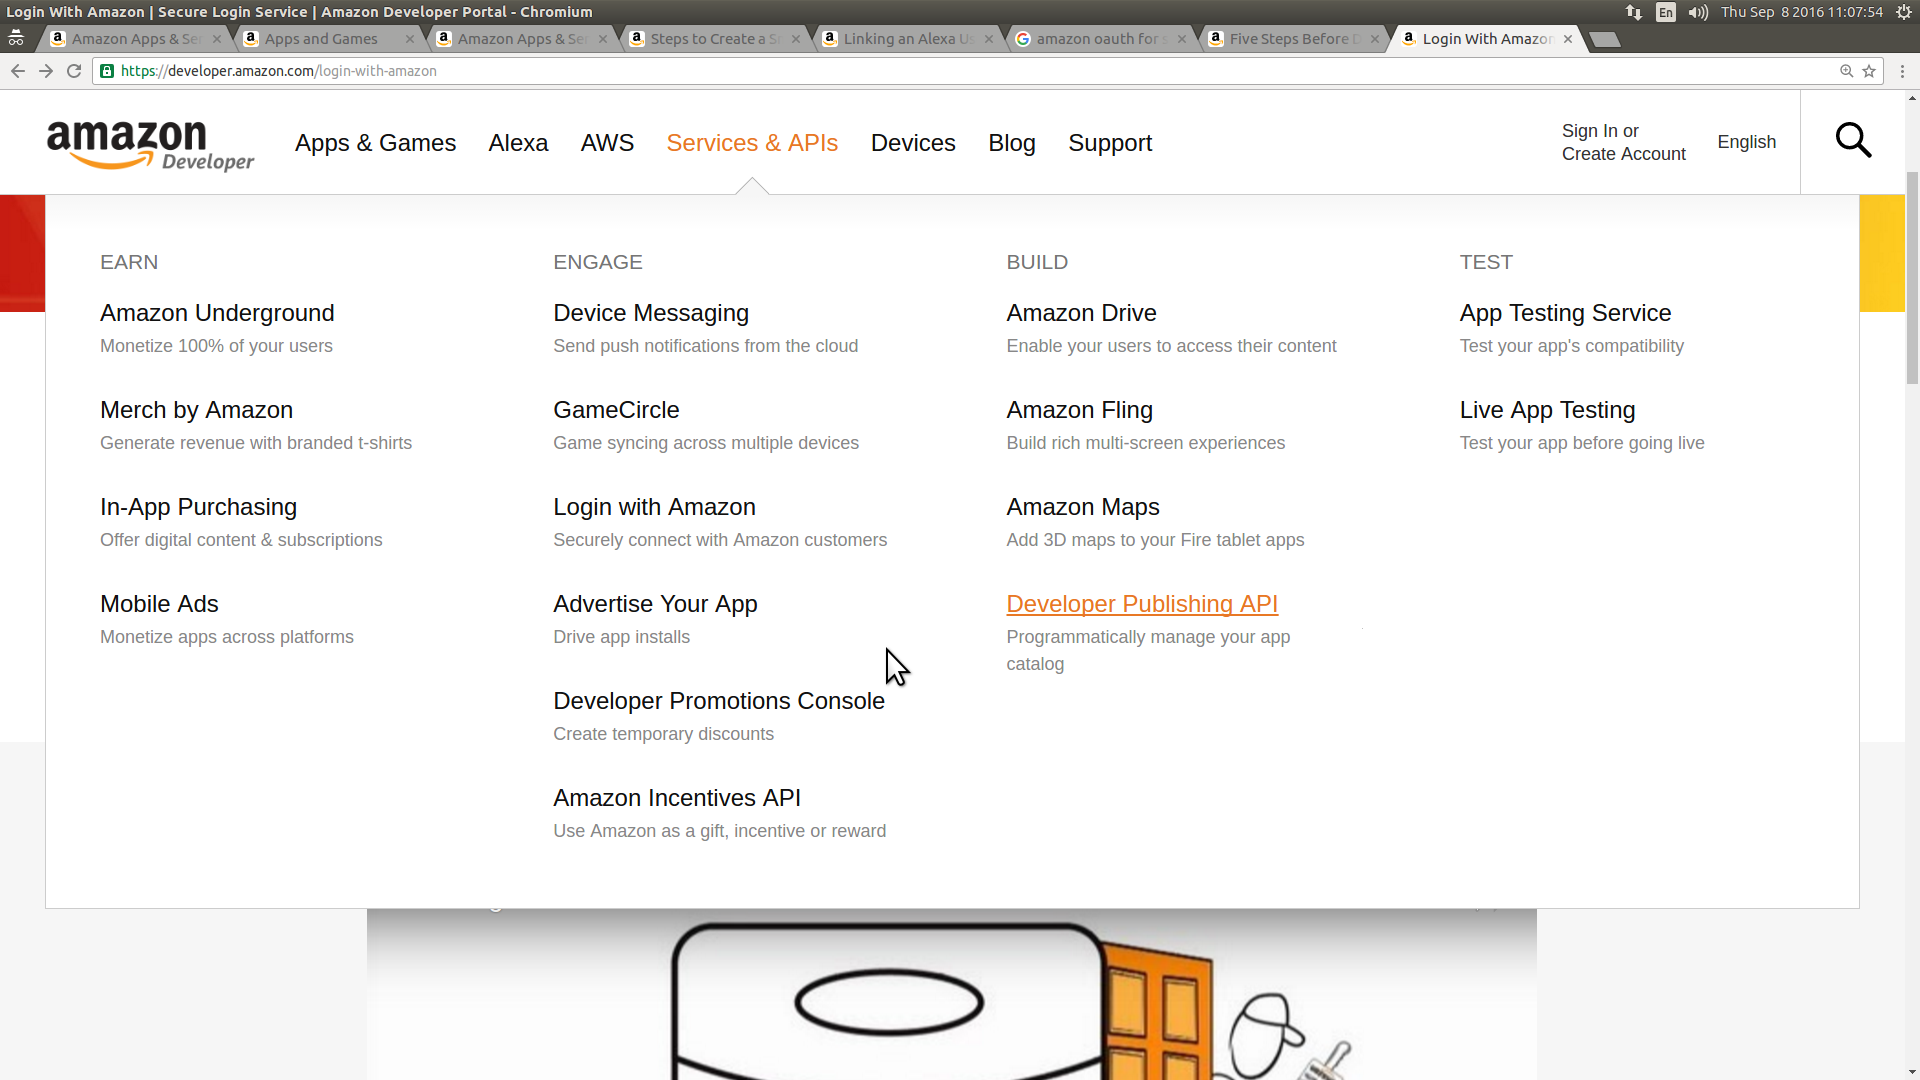 Login With Amazon | Secure Login Service | Amazon Developer Portal - Chromium
En
Thu Sep 8 2016 11:07:54
Amazon Apps & Se
Apps and Games
Amazon Apps & Se
Steps to Create a S
Linking an Alexa U
amazon oauth for
Five Steps Before
Login With Amazon
https://developer.amazon.com/login-with-amazon
amazon
Developer
Apps & Games
Alexa
AWS
Services & APIs
Devices
Blog
Support
Sign In or
Create Account
English
EARN
Amazon Underground
Monetize 100% of your users
Merch by Amazon
Generate revenue with branded t-shirts
In-App Purchasing
Offer digital content & subscriptions
Mobile Ads
Monetize apps across platforms
ENGAGE
Device Messaging
Send push notifications from the cloud
GameCircle
Game syncing across multiple devices
Login with Amazon
Securely connect with Amazon customers
Advertise Your App
Drive app installs
Developer Promotions Console
Create temporary discounts
Amazon Incentives API
Use Amazon as a gift, incentive or reward
BUILD
Amazon Drive
Enable your users to access their content
Amazon Fling
Build rich multi-screen experiences
Amazon Maps
Add 3D maps to your Fire tablet apps
Developer Publishing API
Programmatically manage your app
catalog
TEST
App Testing Service
Test your app's compatibility
Live App Testing
Test your app before going live